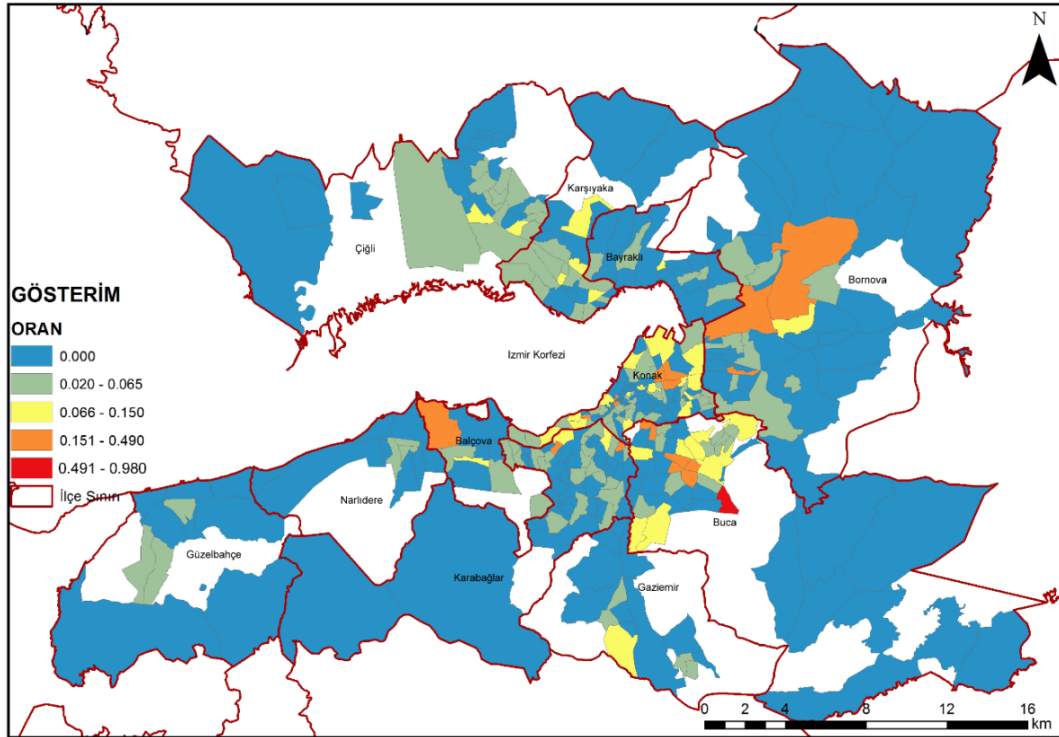 N
Karşıyaka
Çiğli
Bayraklı
Bornova
GÖSTERİM
ORAN
0.000
0.020 - 0.065
0.066 - 0.150
0.151 - 0.490
0.491 - 0.980
İlçe Sınırı
Izmir Korfezi
Konak
Balçova
Narlıdere
Buca
Güzelbahçe
Karabağlar
Gaziemir
0 2 4 8 12 16
km